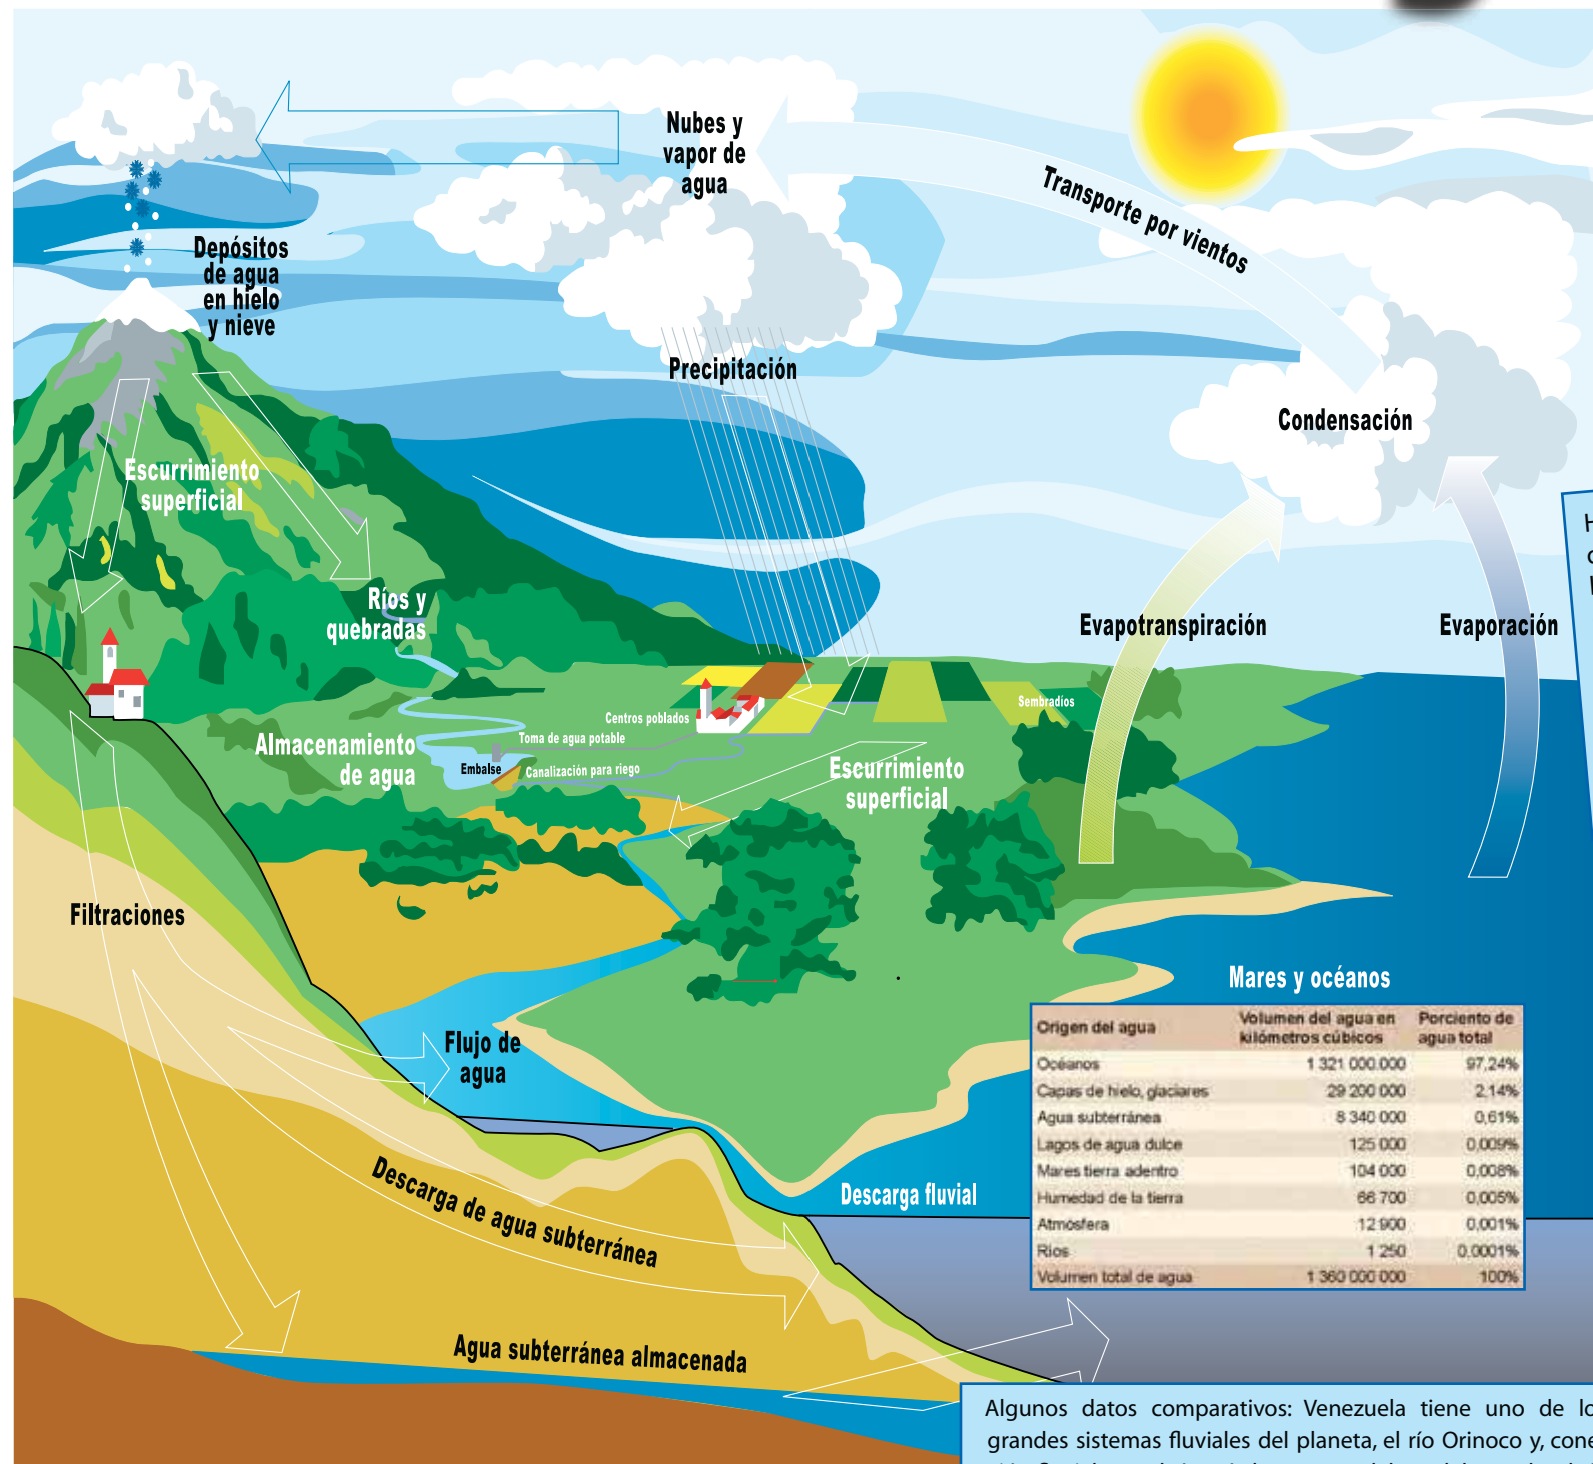 Nubes y
vapor de
agua
Transporte por vientos
Depósitos
de agua
en hielo
y nieve
Precipitación
Condensación
Escurrimiento
superficial
Ríos y
quebradas
Evapotranspiración
Evaporación
Centros poblados
Sembradíos
Toma de agua potable
Almacenamiento
de agua
Embalse
Canalización para riego
Escurrimiento
superficial
Filtraciones
Mares y océanos
Flujo de
agua
Descarga de agua subterránea
Descarga fluvial
Agua subterránea almacenada
Origen del agua Volumen del agua en kilómetros cúbicos Porciento de agua total
Océanos 1 321 000.000 97,24%
Capas de hielo, glaciares 29 200 000 2,14%
Agua subterránea 8 340 000 0,61%
Lagos de agua dulce 125 000 0,009%
Mares tierra adentro 104 000 0,008%
Humedad de la tierra 66 700 0,005%
Atmósfera 12 900 0,001%
Ríos 1 250 0,0001%
Volumen total de agua 1 360 000 000 100%
Algunos datos comparativos: Venezuela tiene uno de lo
grandes sistemas fluviales del planeta, el río Orinoco y, cone